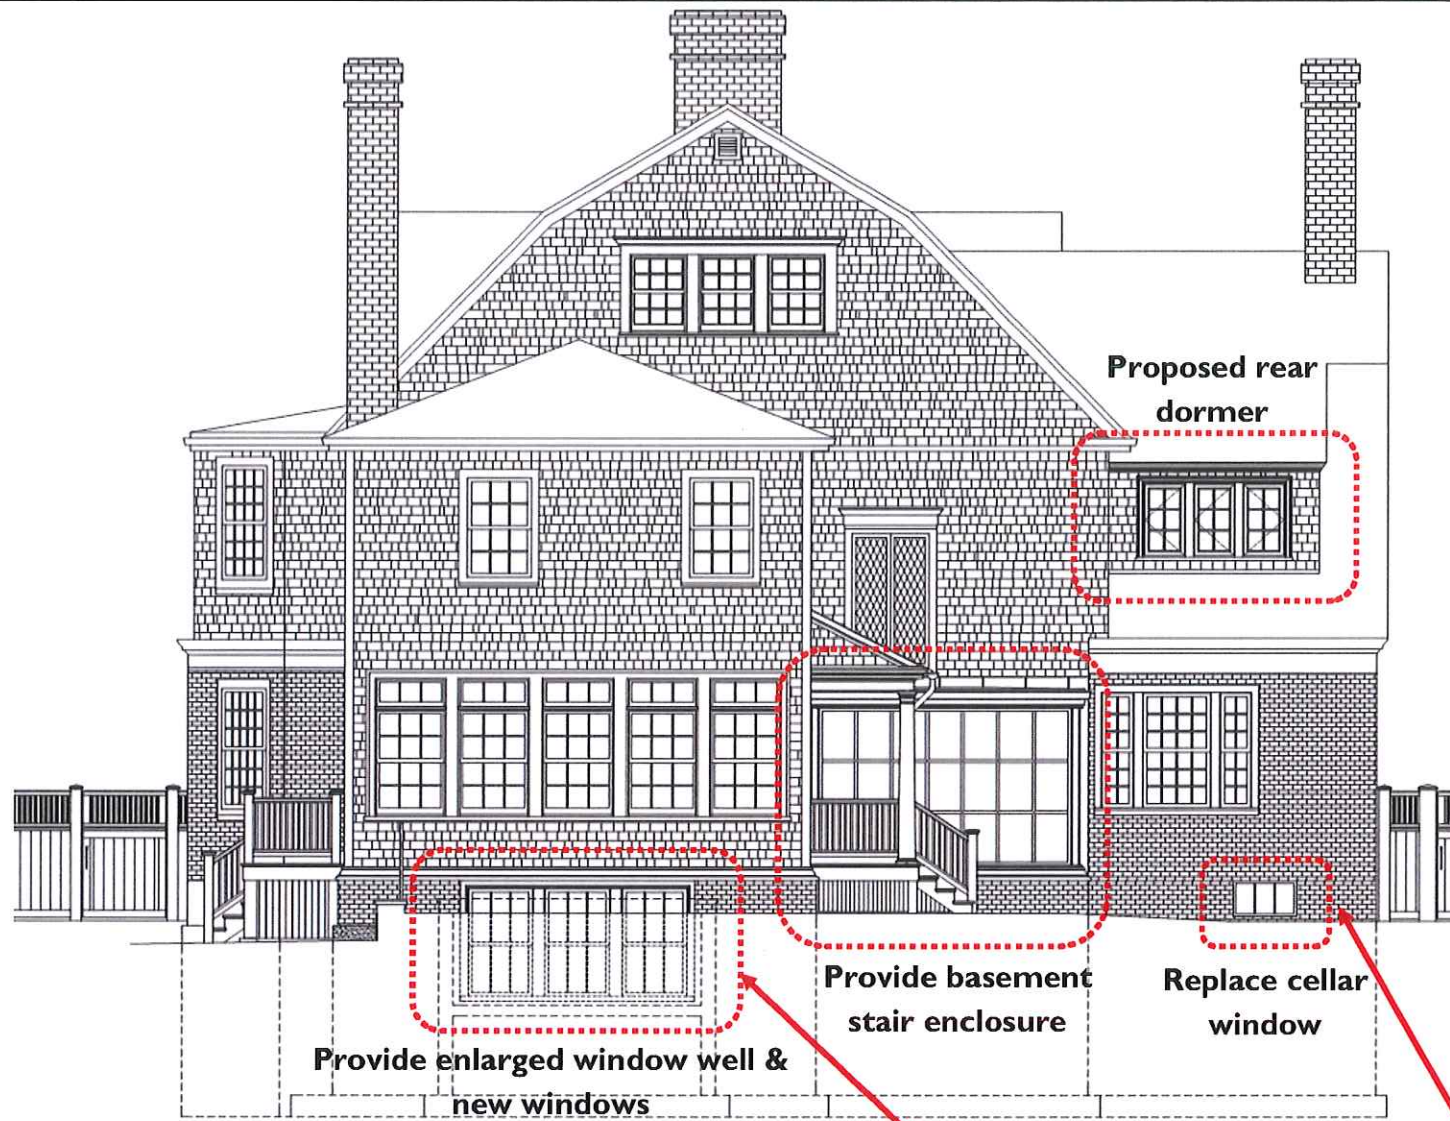 Proposed rear
dormer
Provide basement
stair enclosure
Replace cellar
window
Provide enlarged window well &
new windows